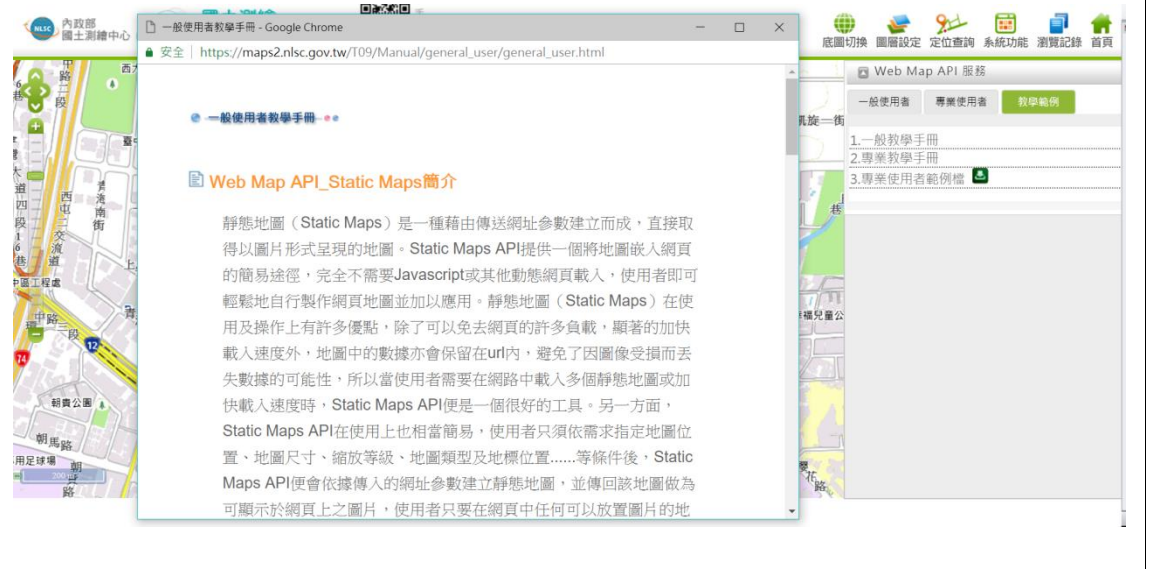 內政部
國土測繪中心
一般使用者教學手冊 - Google Chrome
安全 | https://maps2.nlsc.gov.tw/T09/Manual/general_user/general_user.html
一般使用者教學手冊
Web Map API_Static Maps簡介
靜態地圖（Static Maps）是一種藉由傳送網址參數建立而成，直接取
得以圖片形式呈現的地圖。Static Maps API提供一個將地圖嵌入網頁
的簡易途徑，完全不需要Javascript或其他動態網頁載入，使用者即可
輕鬆地自行製作網頁地圖並加以應用。靜態地圖（Static Maps）在使
用及操作上有許多優點，除了可以免去網頁的許多負載，顯著的加快
載入速度外，地圖中的數據亦會保留在url內，避免了因圖像受損而丟
失數據的可能性，所以當使用者需要在網路中載入多個靜態地圖或加
快載入速度時，Static Maps API便是一個很好的工具。另一方面，
Static Maps API在使用上也相當簡易，使用者只須依需求指定地圖位
置、地圖尺寸、縮放等級、地圖類型及地標位置......等條件後，Static
Maps API便會依據傳入的網址參數建立靜態地圖，並傳回該地圖做為
可顯示於網頁上之圖片，使用者只要在網頁中任何可以放置圖片的地
底圖切換 圖層設定 定位查詢 系統功能 瀏覽記錄 首頁
Web Map API 服務
一般使用者 專業使用者 教學範例
1.一般教學手冊
2.專業教學手冊
3.專業使用者範例檔
NLSC
中區工程處
朝貴公園
朝馬路
用足球場
200
74
12
凱旋一街
福兒童公